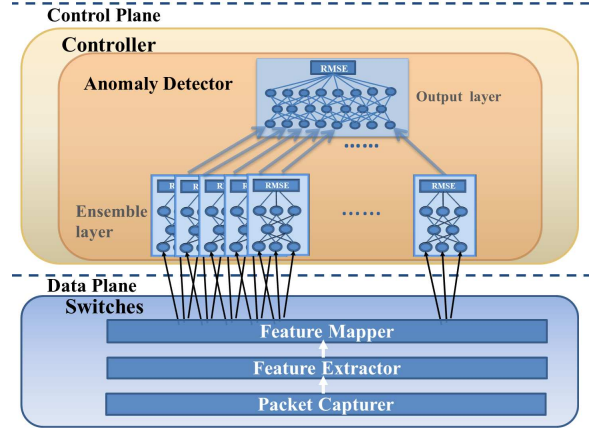 Control Plane
Controller
Anomaly Detector
RMSE
Output layer
......
Ensemble
layer
R R R R RMSE
......
RMSE
Data Plane
Switches
Feature Mapper
Feature Extractor
Packet Capturer